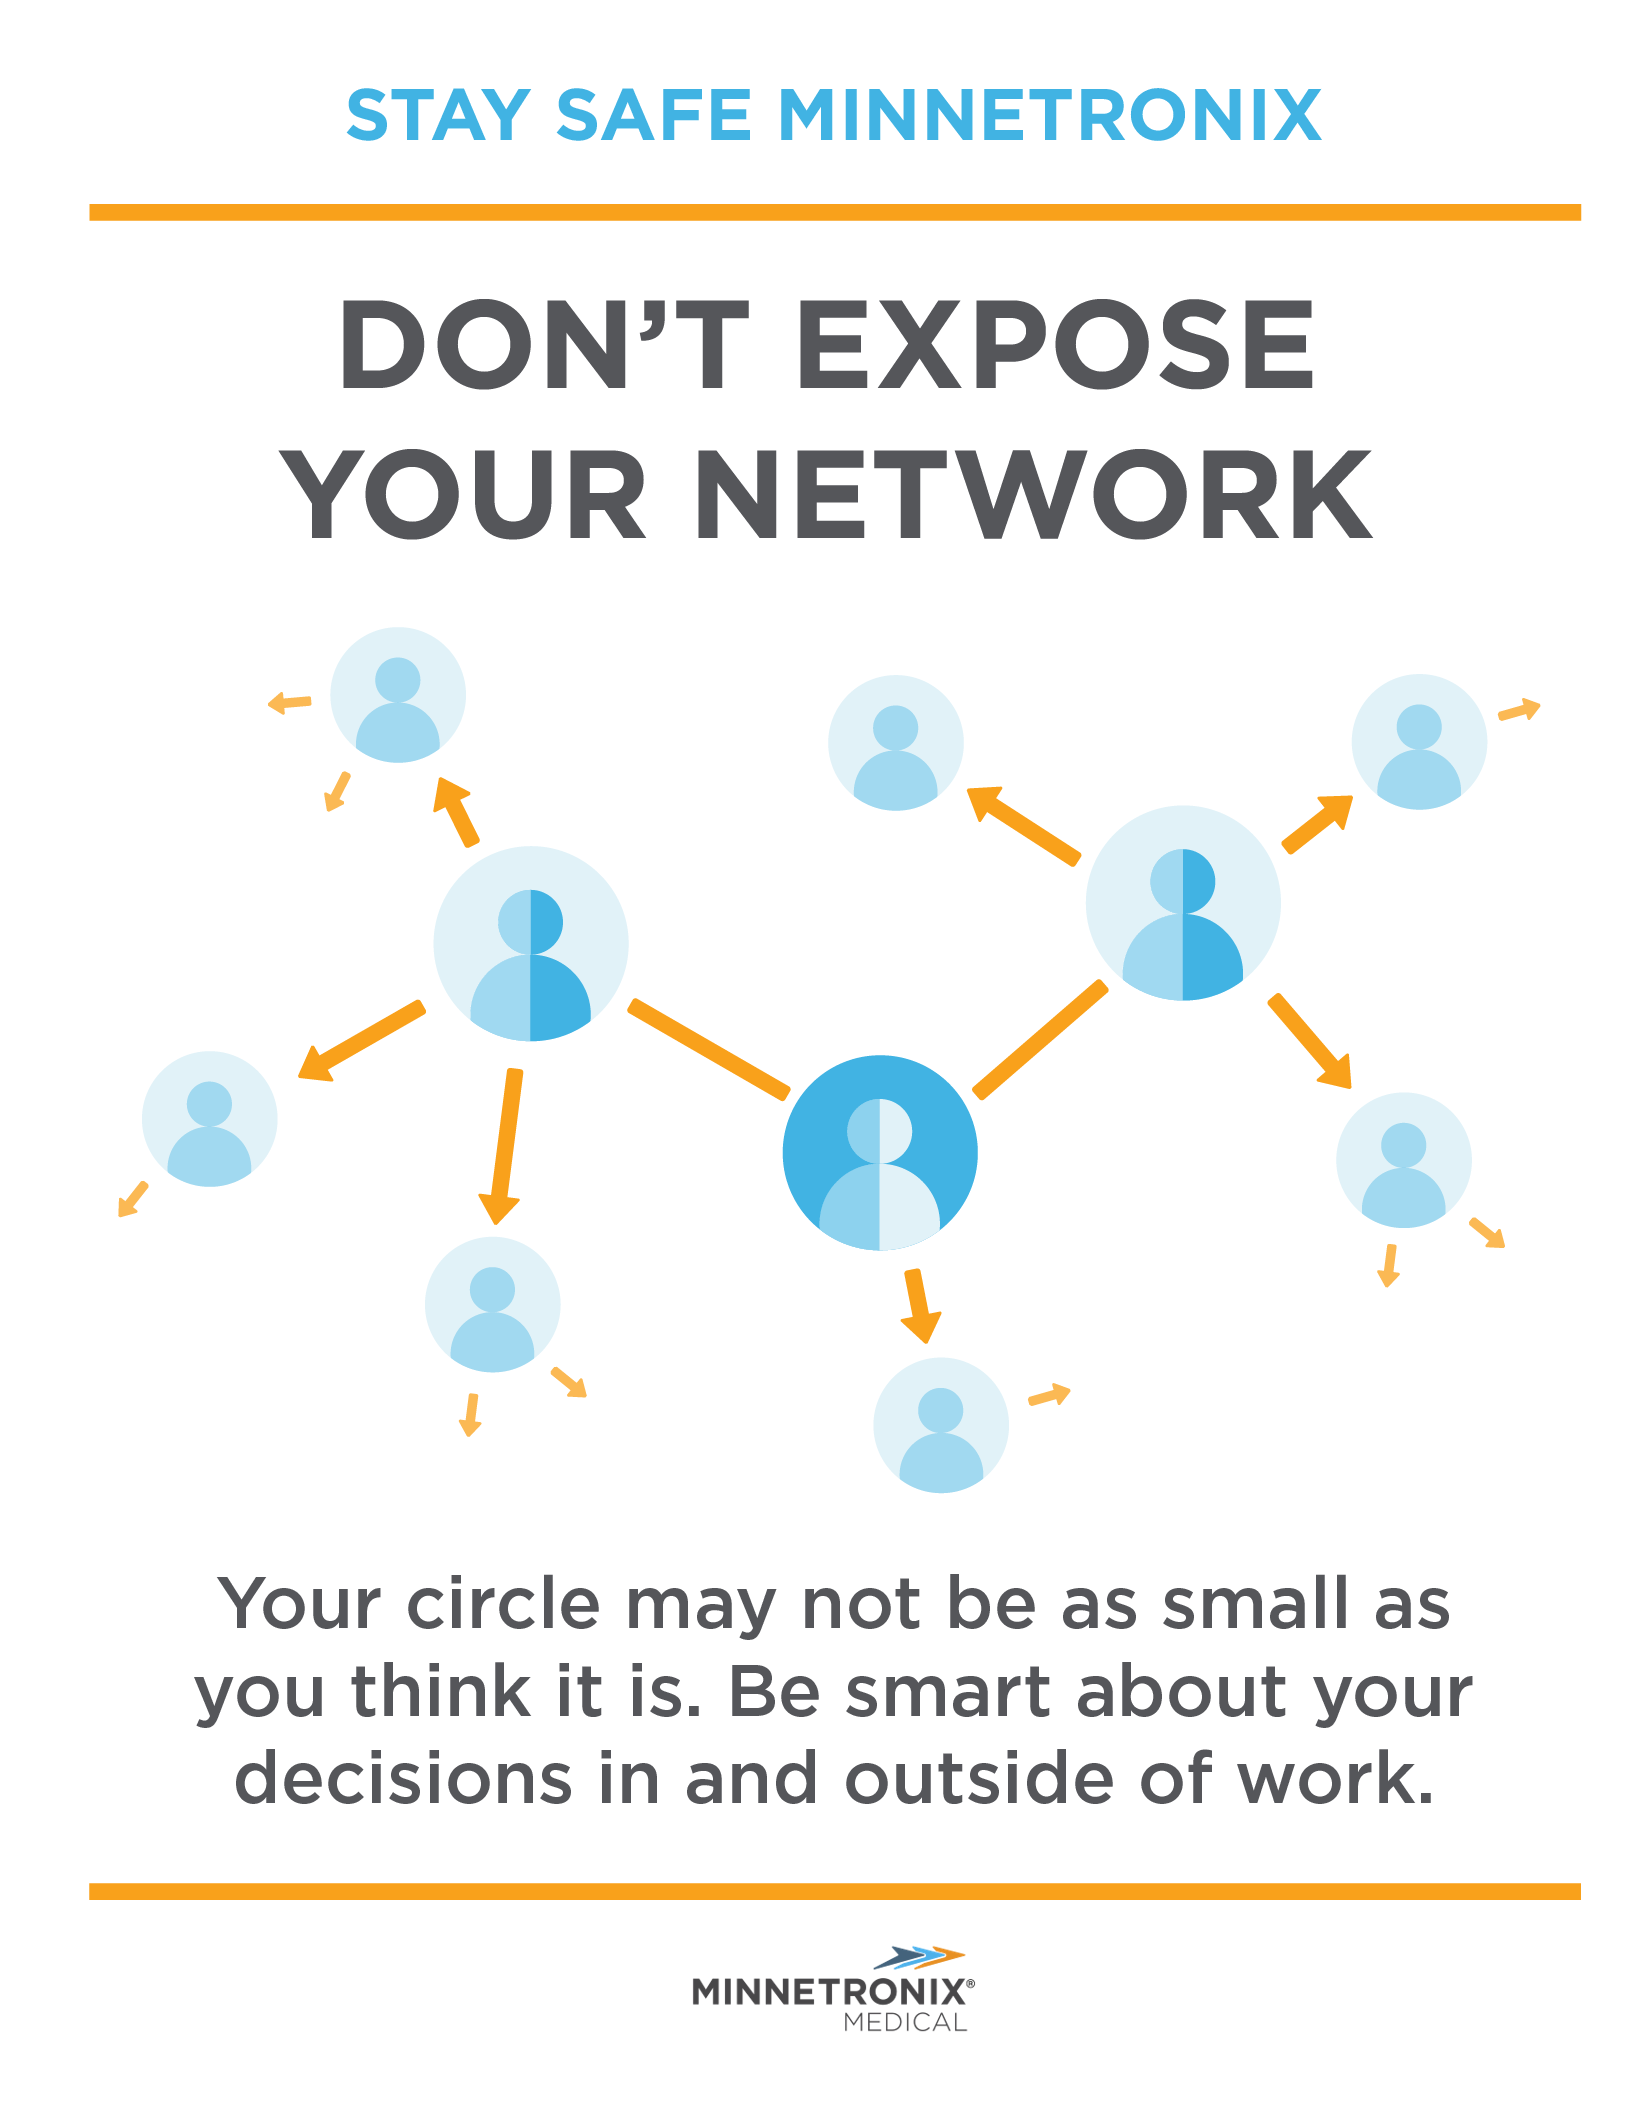 STAY SAFE MINNETRONIX
DON’T EXPOSE
YOUR NETWORK
Your circle may not be as small as
you think it is. Be smart about your
decisions in and outside of work.
MINNETRONIX®
MEDICAL